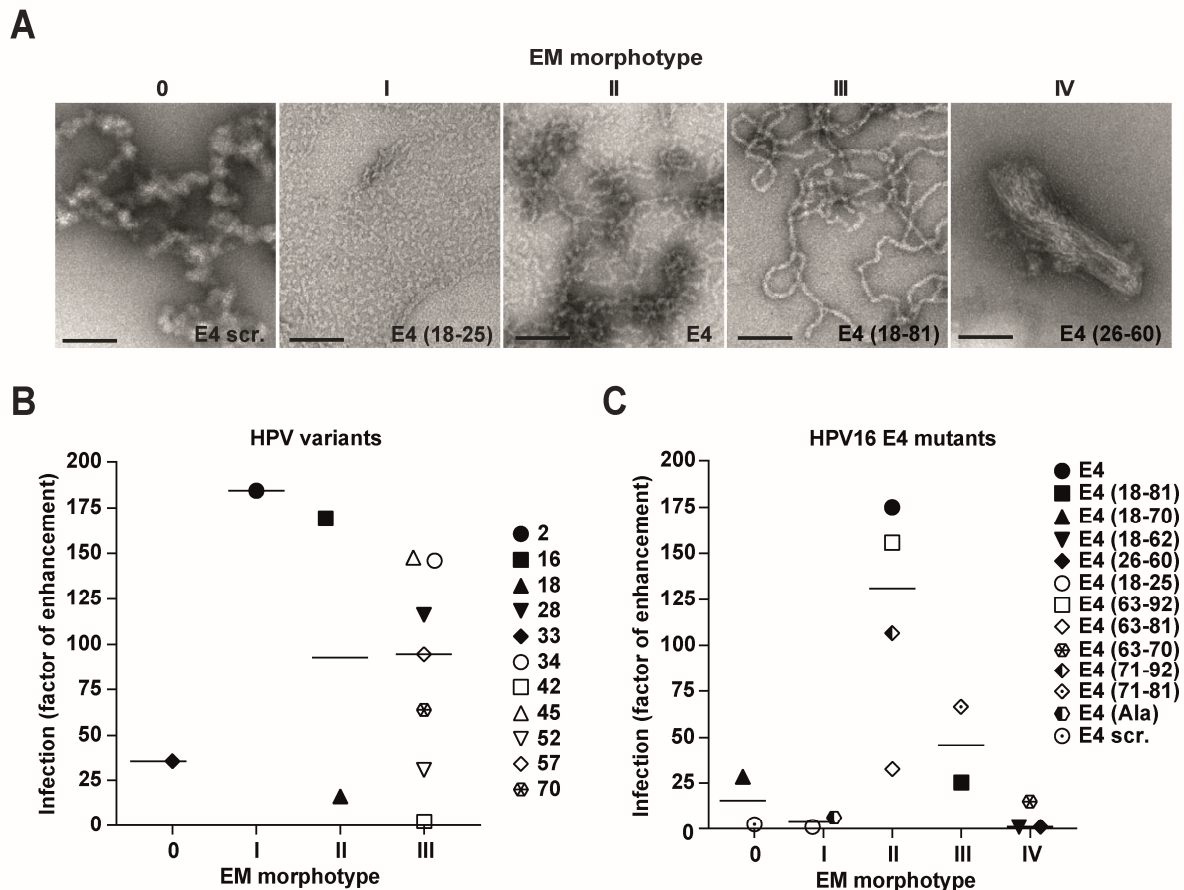 A
EM morphotype
0 I II III IV
E4 scr. E4 (18-25) E4 E4 (18-81) E4 (26-60)
B
HPV variants
Infection (factor of enhancement)
200
175
150
125
100
75
50
25
0
0 I II III
EM morphotype
2
16
18
28
33
34
42
45
52
57
70
C
HPV16 E4 mutants
Infection (factor of enhancement)
200
175
150
125
100
75
50
25
0
0 I II III IV
EM morphotype
E4
E4 (18-81)
E4 (18-70)
E4 (18-62)
E4 (26-60)
E4 (18-25)
E4 (63-92)
E4 (63-81)
E4 (63-70)
E4 (71-92)
E4 (71-81)
E4 (Ala)
E4 scr.